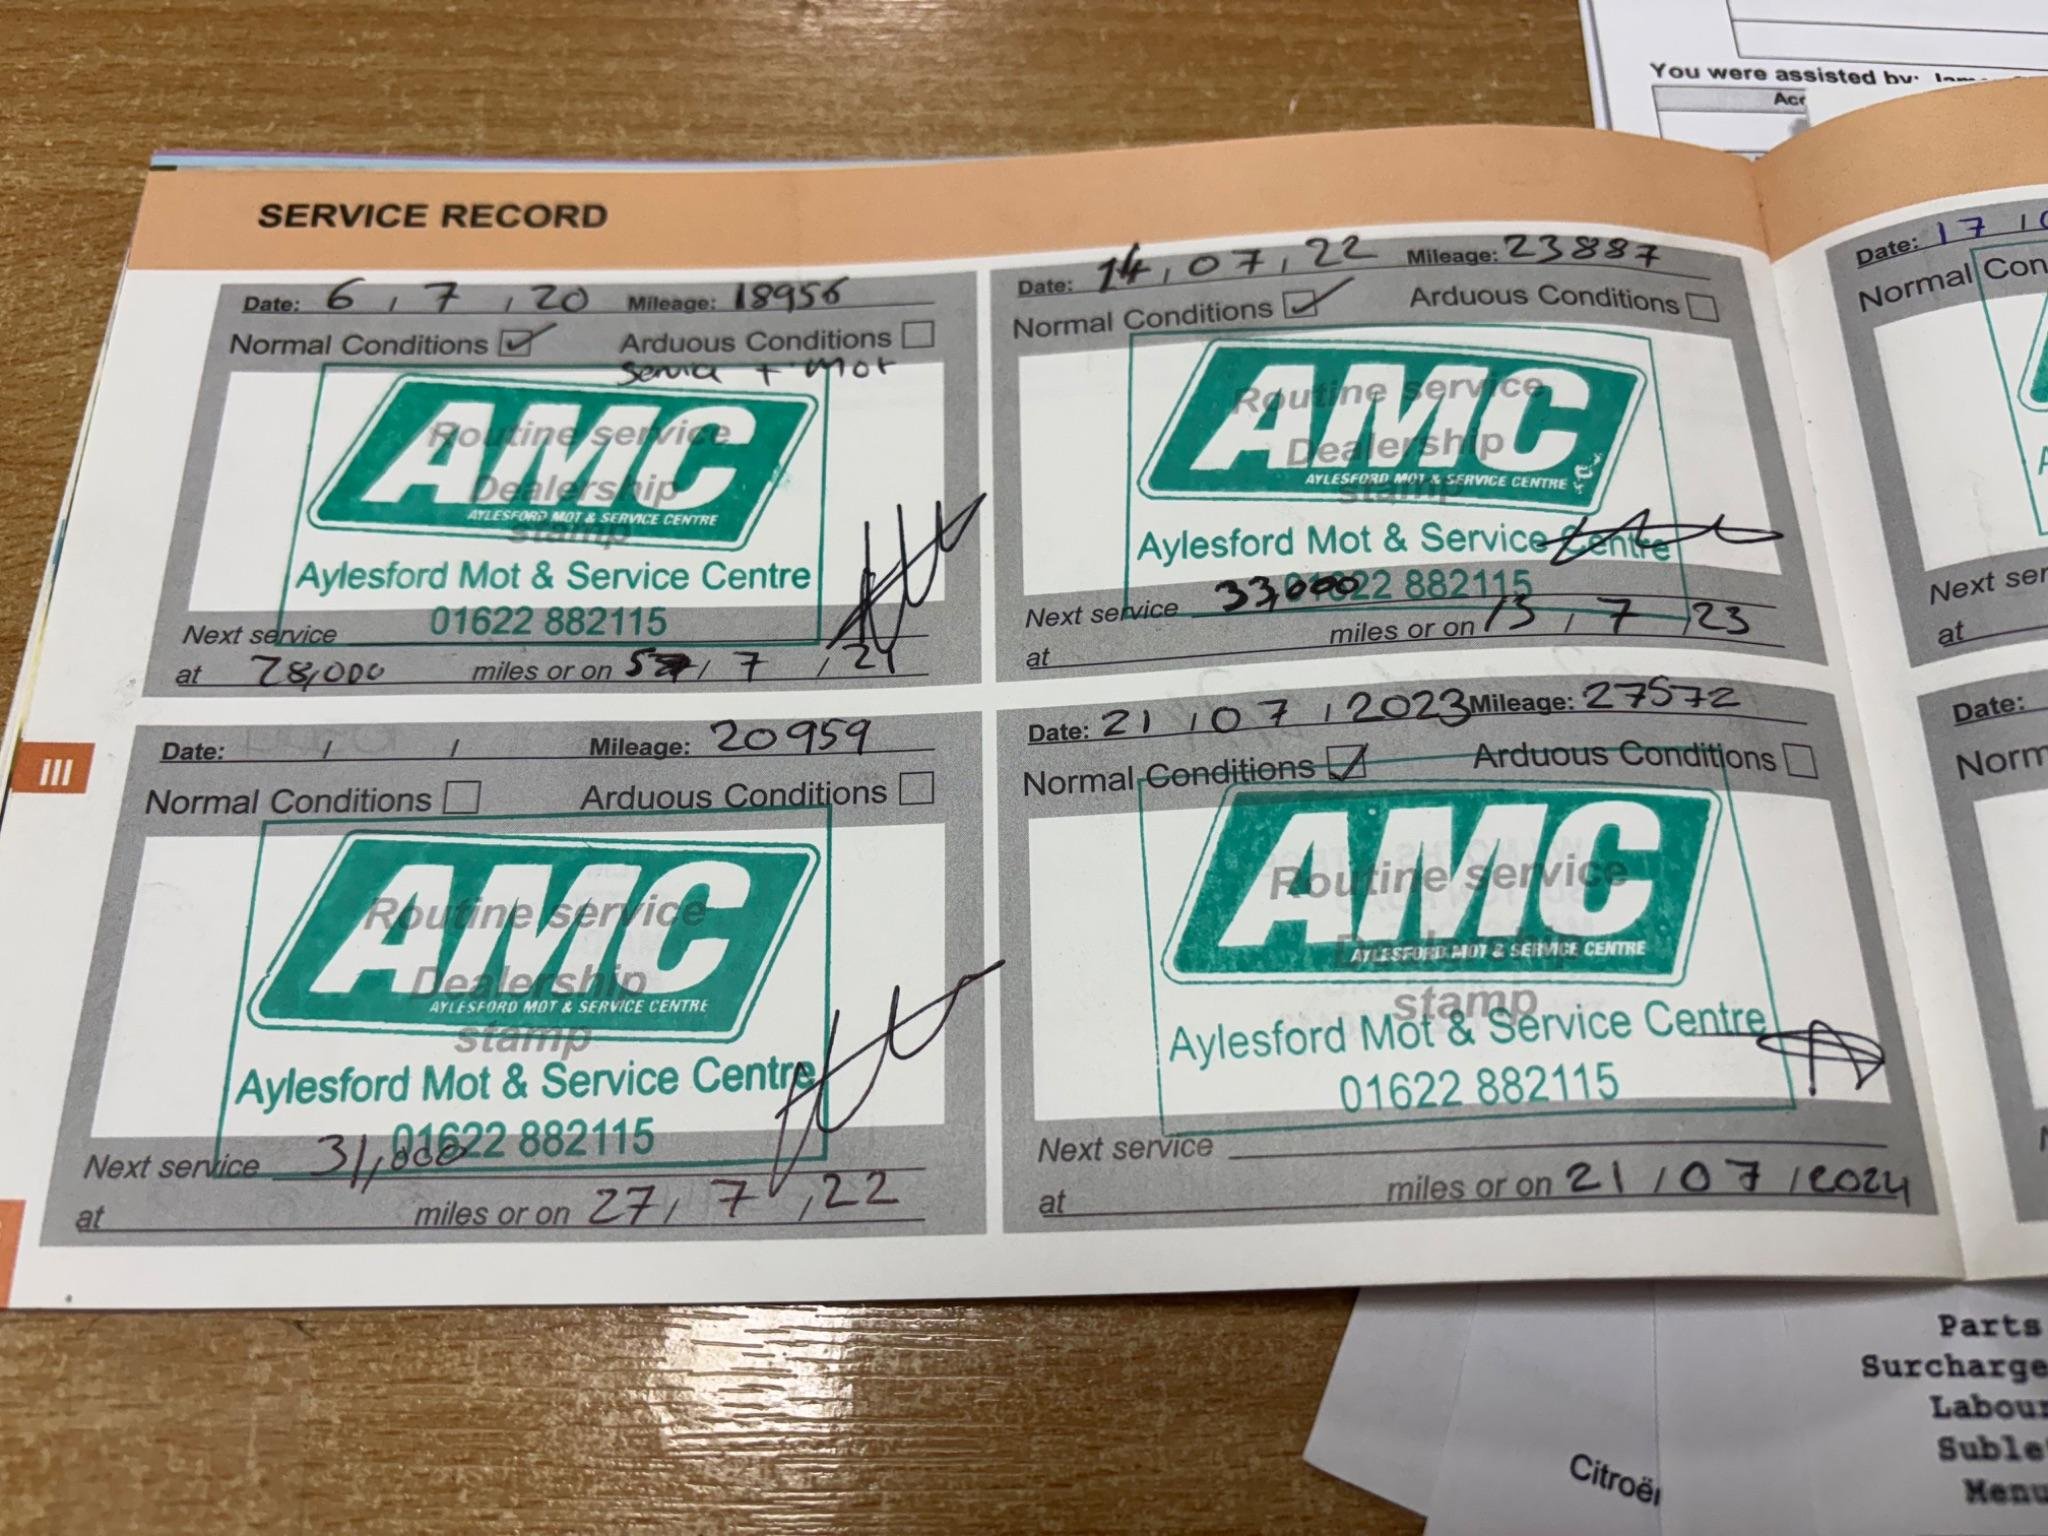 You were assisted by:
SERVICE RECORD
Date: 6 / 7 / 20 Mileage: 18956
Normal Conditions ✓ Arduous Conditions
Service + Mot
AMC
Routine service
Dealership
stamp
AYLESFORD MOT & SERVICE CENTRE
Aylesford Mot & Service Centre
01622 882115
Next service
at 28,000 miles or on 5 / 7 / 21
Date: / / Mileage: 20959
Normal Conditions Arduous Conditions
AMC
Routine service
Dealership
stamp
AYLESFORD MOT & SERVICE CENTRE
Aylesford Mot & Service Centre
01622 882115
Next service 31,000
at miles or on 27 / 7 / 22
Date: 14 / 07 / 22 Mileage: 23887
Normal Conditions ✓ Arduous Conditions
AMC
Routine service
Dealership
stamp
AYLESFORD MOT & SERVICE CENTRE
Aylesford Mot & Service Centre
01622 882115
Next service 33,000
at miles or on 13 / 7 / 23
Date: 21 / 07 / 2023 Mileage: 27572
Normal Conditions ✓ Arduous Conditions
AMC
Routine service
Dealership
stamp
AYLESFORD MOT & SERVICE CENTRE
Aylesford Mot & Service Centre
01622 882115
Next service
at miles or on 21 / 07 / 2024
Date: 17 /
Normal Con
Next ser
at
Date:
Norm
III
Parts
Surcharge
Labour
Suble
Menu
Citroën